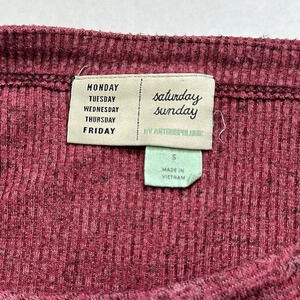 MONDAY
TUESDAY
WEDNESDAY
THURSDAY
FRIDAY
saturday
sunday
BY ANTHROPOLOGIE
S
MADE IN
VIETNAM